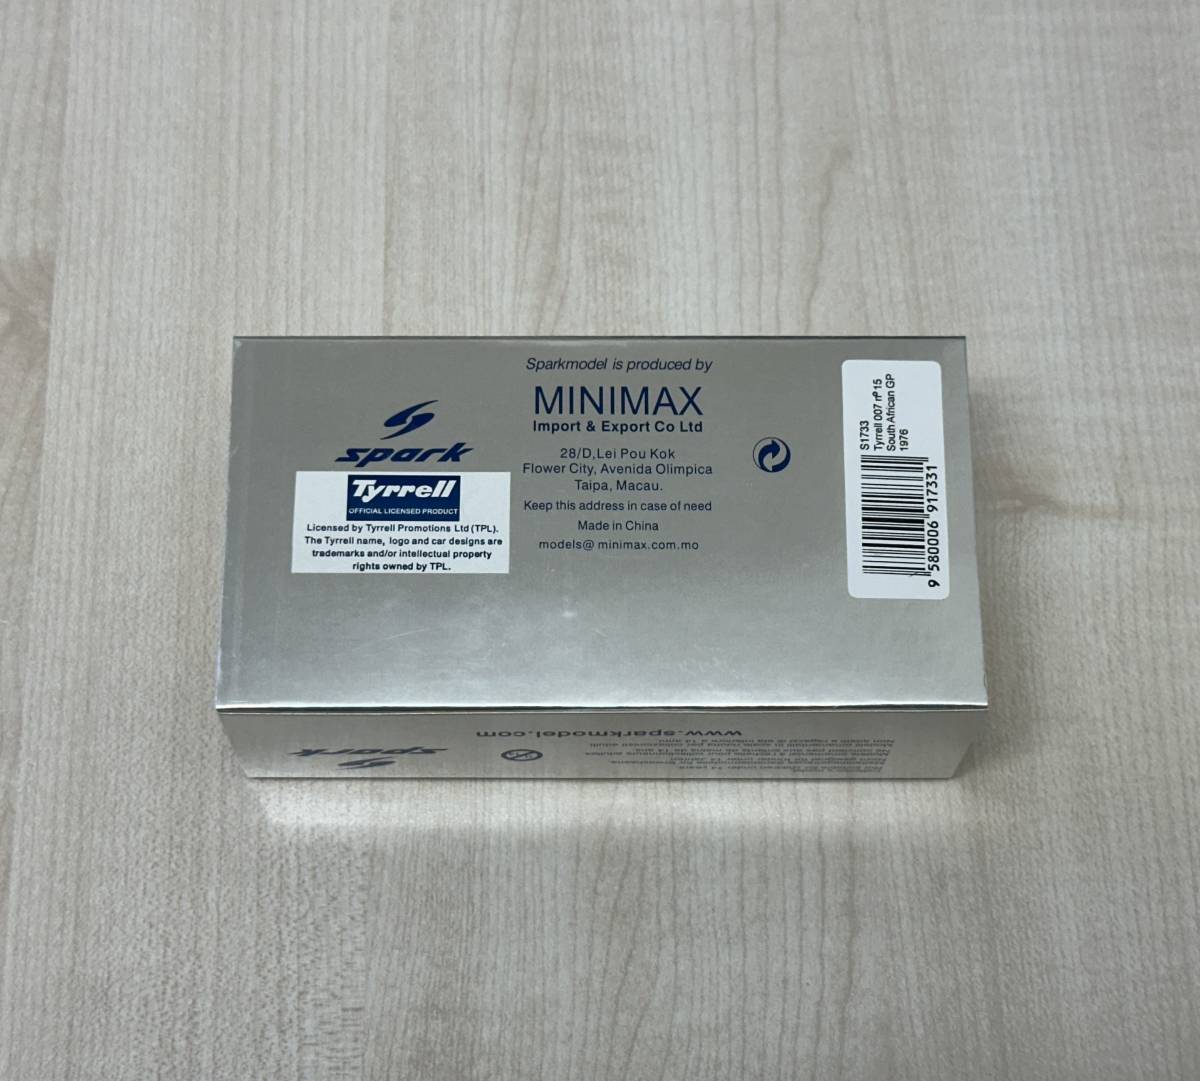 Sparkmodel is produced by
MINIMAX
Import & Export Co Ltd
28/D,Lei Pou Kok
Flower City, Avenida Olimpica
Taipa, Macau.
Keep this address in case of need
Made in China
models@ minimax.com.mo
spark
Tyrrell
OFFICIAL LICENSED PRODUCT
Licensed by Tyrrell Promotions Ltd (TPL).
The Tyrrell name, logo and car designs are
trademarks and/or intellectual property
rights owned by TPL.
S1733
Tyrrell 007 nº15
South African GP
1976
9 580006 917331
www.sparkmodel.com
spark